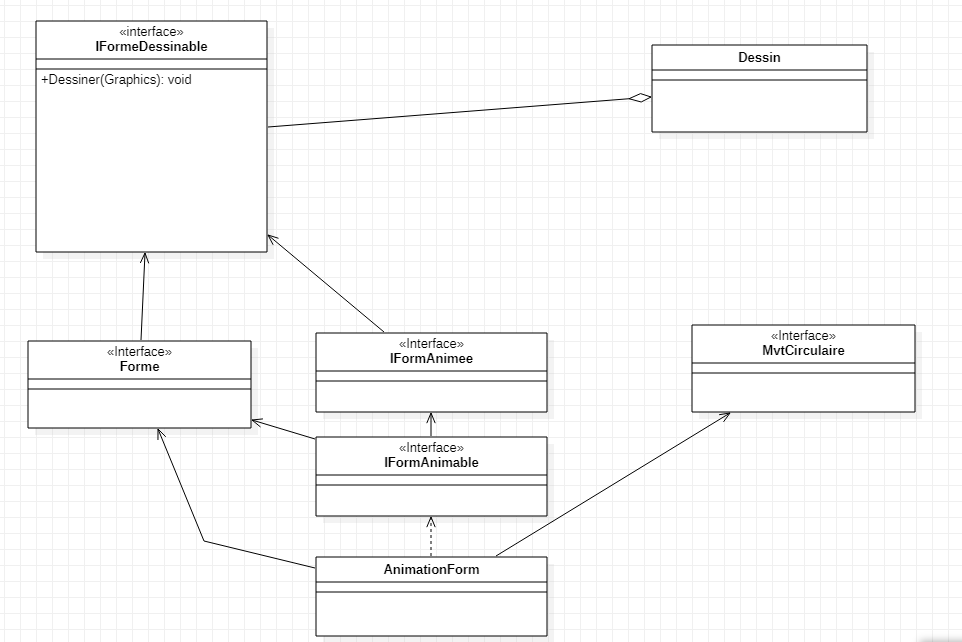 «interface»
IFormeDessinable
+Dessiner(Graphics): void
Dessin
«Interface»
Forme
«Interface»
IFormAnimee
«Interface»
MvtCirculaire
«Interface»
IFormAnimable
AnimationForm